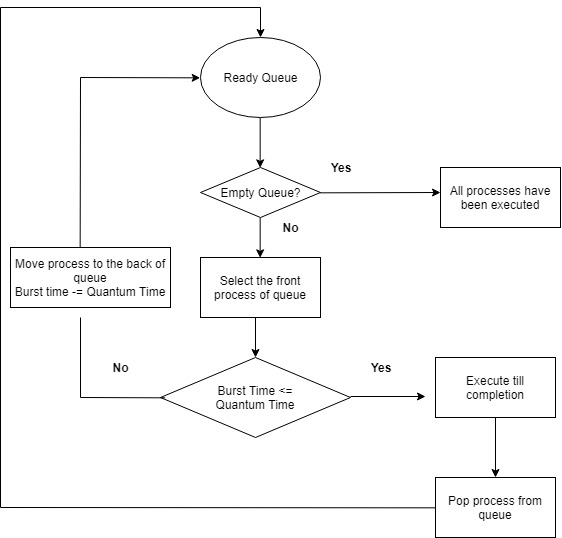 Ready Queue
Yes
Empty Queue?
All processes have
been executed
No
Move process to the back of
queue
Burst time -= Quantum Time
Select the front
process of queue
No
Yes
Burst Time <=
Quantum Time
Execute till
completion
Pop process from
queue